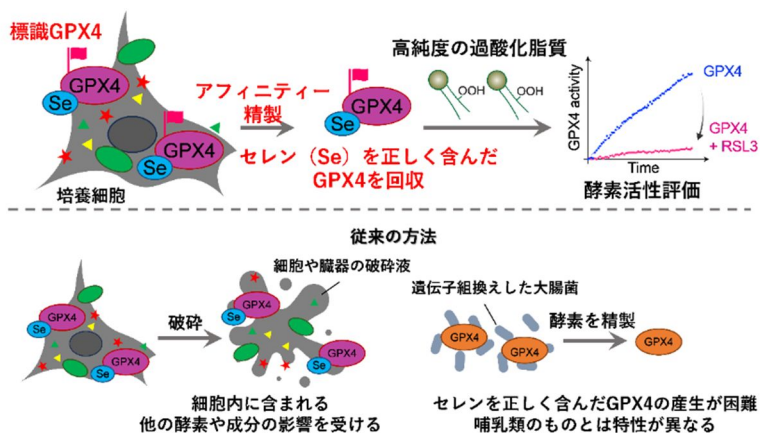 標識GPX4
GPX4
Se
GPX4
Se
培養細胞
アフィニティー
精製
GPX4
Se
セレン（Se）を正しく含んだ
GPX4を回収
高純度の過酸化脂質
OOH
OOH
GPX4 activity
Time
GPX4
GPX4
+ RSL3
酵素活性評価
従来の方法
GPX4
Se
GPX4
Se
破砕
細胞や臓器の破砕液
GPX4
Se
GPX4
Se
細胞内に含まれる
他の酵素や成分の影響を受ける
遺伝子組換えした大腸菌
GPX4
GPX4
酵素を精製
GPX4
セレンを正しく含んだGPX4の産生が困難
哺乳類のものとは特性が異なる